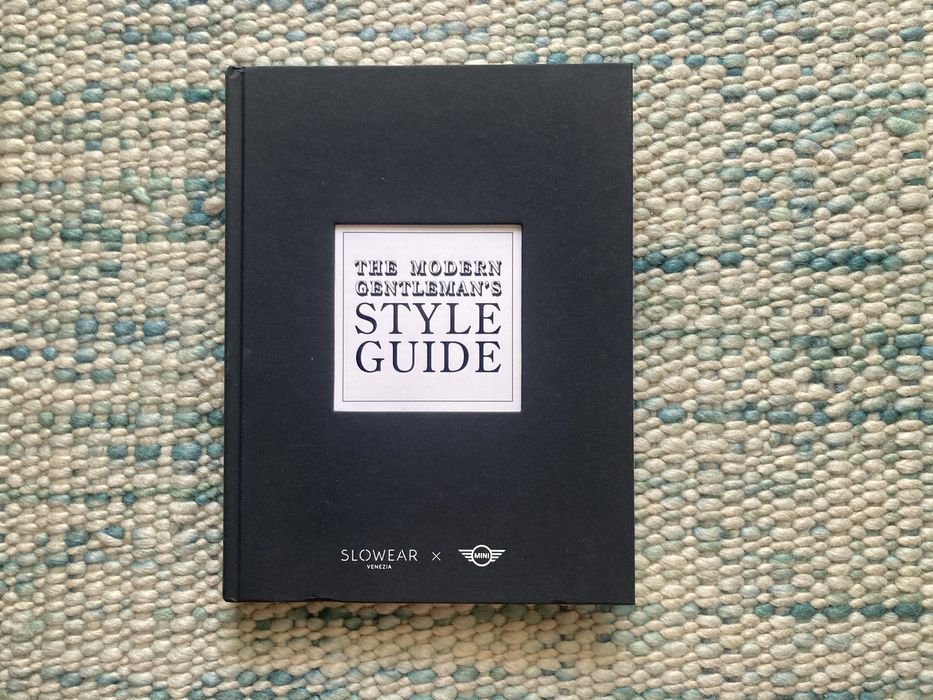 THE MODERN
GENTLEMAN'S
STYLE
GUIDE
SLOWEAR × MINI
VENEZIA